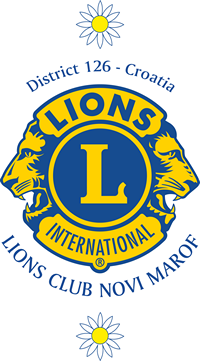 District 126 - Croatia
LIONS
L
INTERNATIONAL
®
LIONS CLUB NOVI MAROF